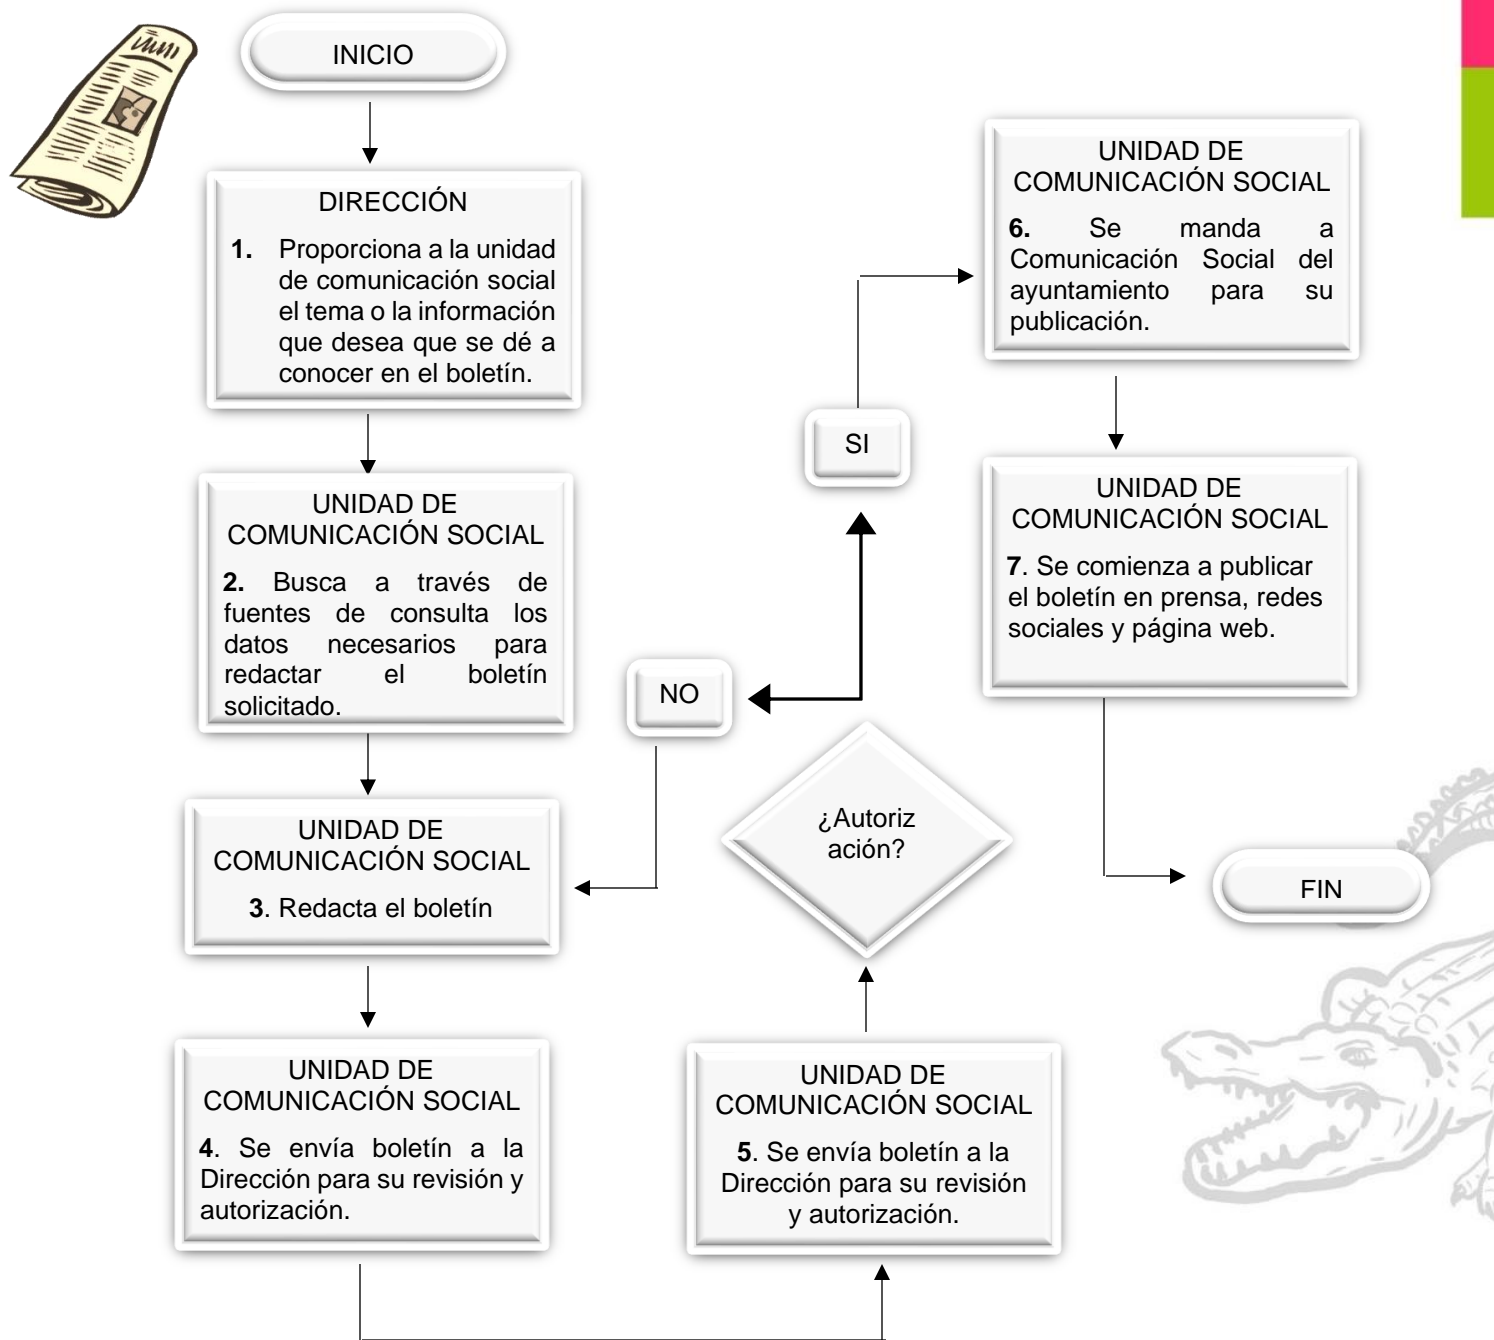 INICIO
DIRECCIÓN
1. Proporciona a la unidad
de comunicación social
el tema o la información
que desea que se dé a
conocer en el boletín.
UNIDAD DE
COMUNICACIÓN SOCIAL
2. Busca a través de
fuentes de consulta los
datos necesarios para
redactar el boletín
solicitado.
UNIDAD DE
COMUNICACIÓN SOCIAL
3. Redacta el boletín
UNIDAD DE
COMUNICACIÓN SOCIAL
4. Se envía boletín a la
Dirección para su revisión y
autorización.
UNIDAD DE
COMUNICACIÓN SOCIAL
5. Se envía boletín a la
Dirección para su revisión
y autorización.
¿Autoriz
ación?
NO
SI
UNIDAD DE
COMUNICACIÓN SOCIAL
6. Se manda a
Comunicación Social del
ayuntamiento para su
publicación.
UNIDAD DE
COMUNICACIÓN SOCIAL
7. Se comienza a publicar
el boletín en prensa, redes
sociales y página web.
FIN